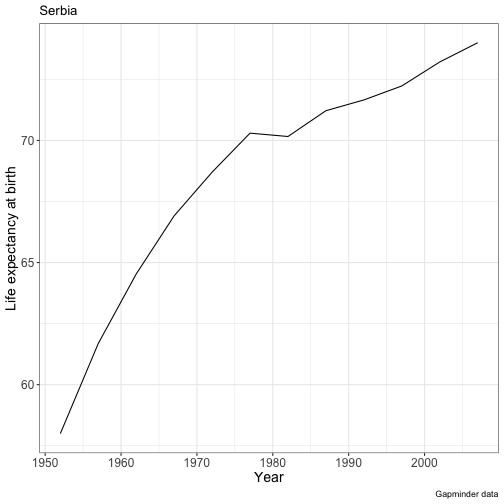 Serbia
Life expectancy at birth
70
65
60
1950 1960 1970 1980 1990 2000
Year
Gapminder data